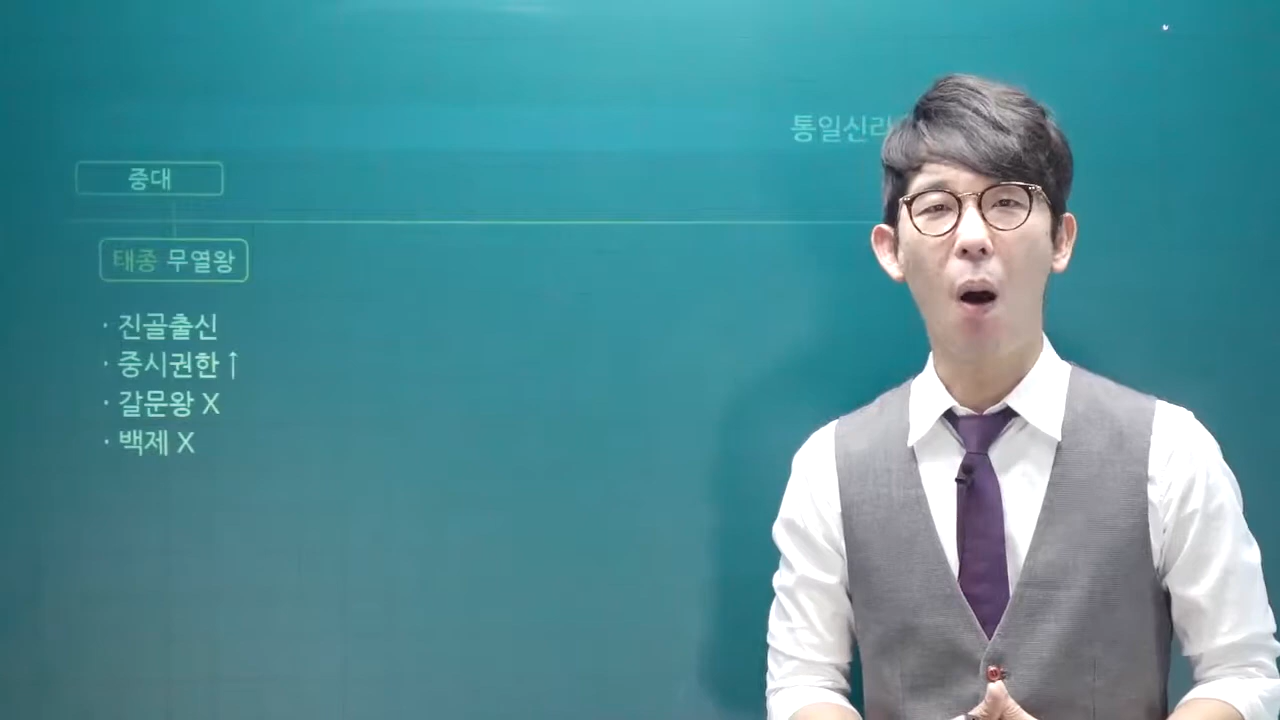 통일신라
중대
태종 무열왕
· 진골출신
· 중시권한 ↑
· 갈문왕 X
· 백제 X